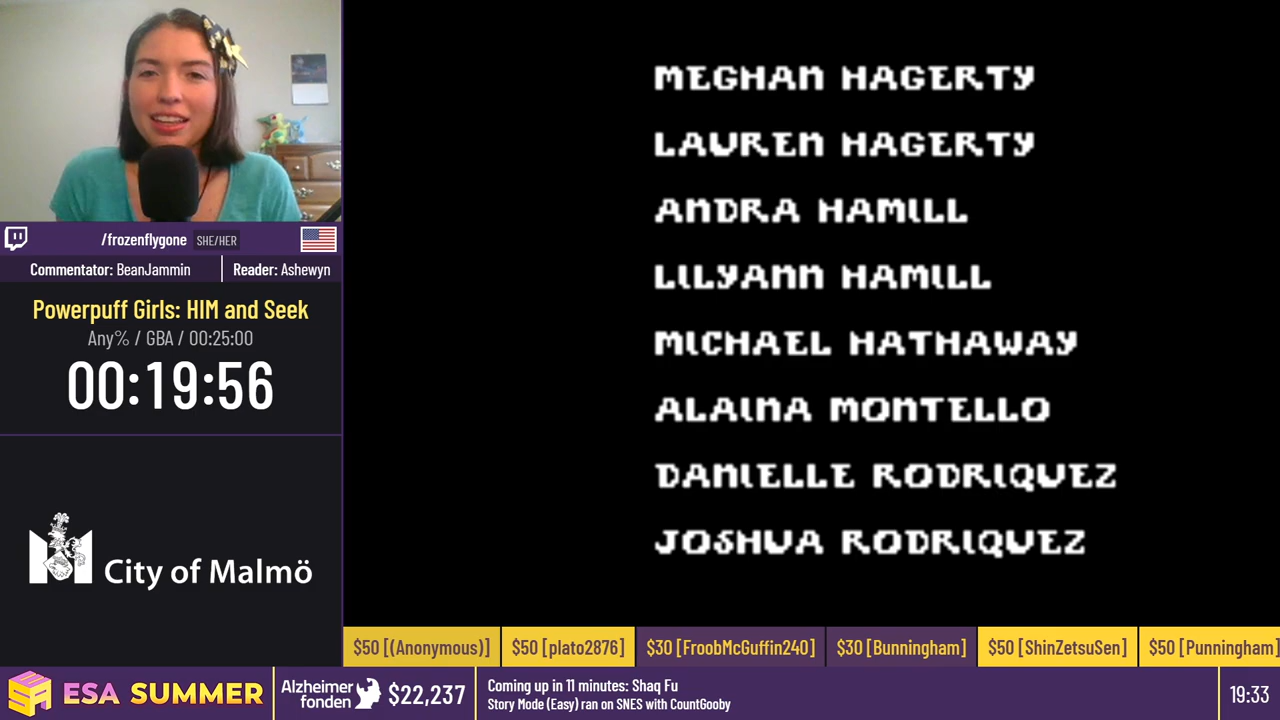 MEGHAN HAGERTY
LAUREN HAGERTY
ANDRA HAMILL
LILYANN HAMILL
MICHAEL HATHAWAY
ALAINA MONTELLO
DANIELLE RODRIQUEZ
JOSHUA RODRIQUEZ
/frozenflygone SHE/HER
Commentator: BeanJammin Reader: Ashewyn
Powerpuff Girls: HIM and Seek
Any% / GBA / 00:25:00
00:19:56
City of Malmö
$50 [(Anonymous)] $50 [plato2876] $30 [FroobMcGuffin240] $30 [Bunningham] $50 [ShinZetsuSen] $50 [Punningham]
ESA SUMMER
Alzheimer
fonden
$22,237
Coming up in 11 minutes: Shaq Fu
Story Mode (Easy) ran on SNES with CountGooby
19:33